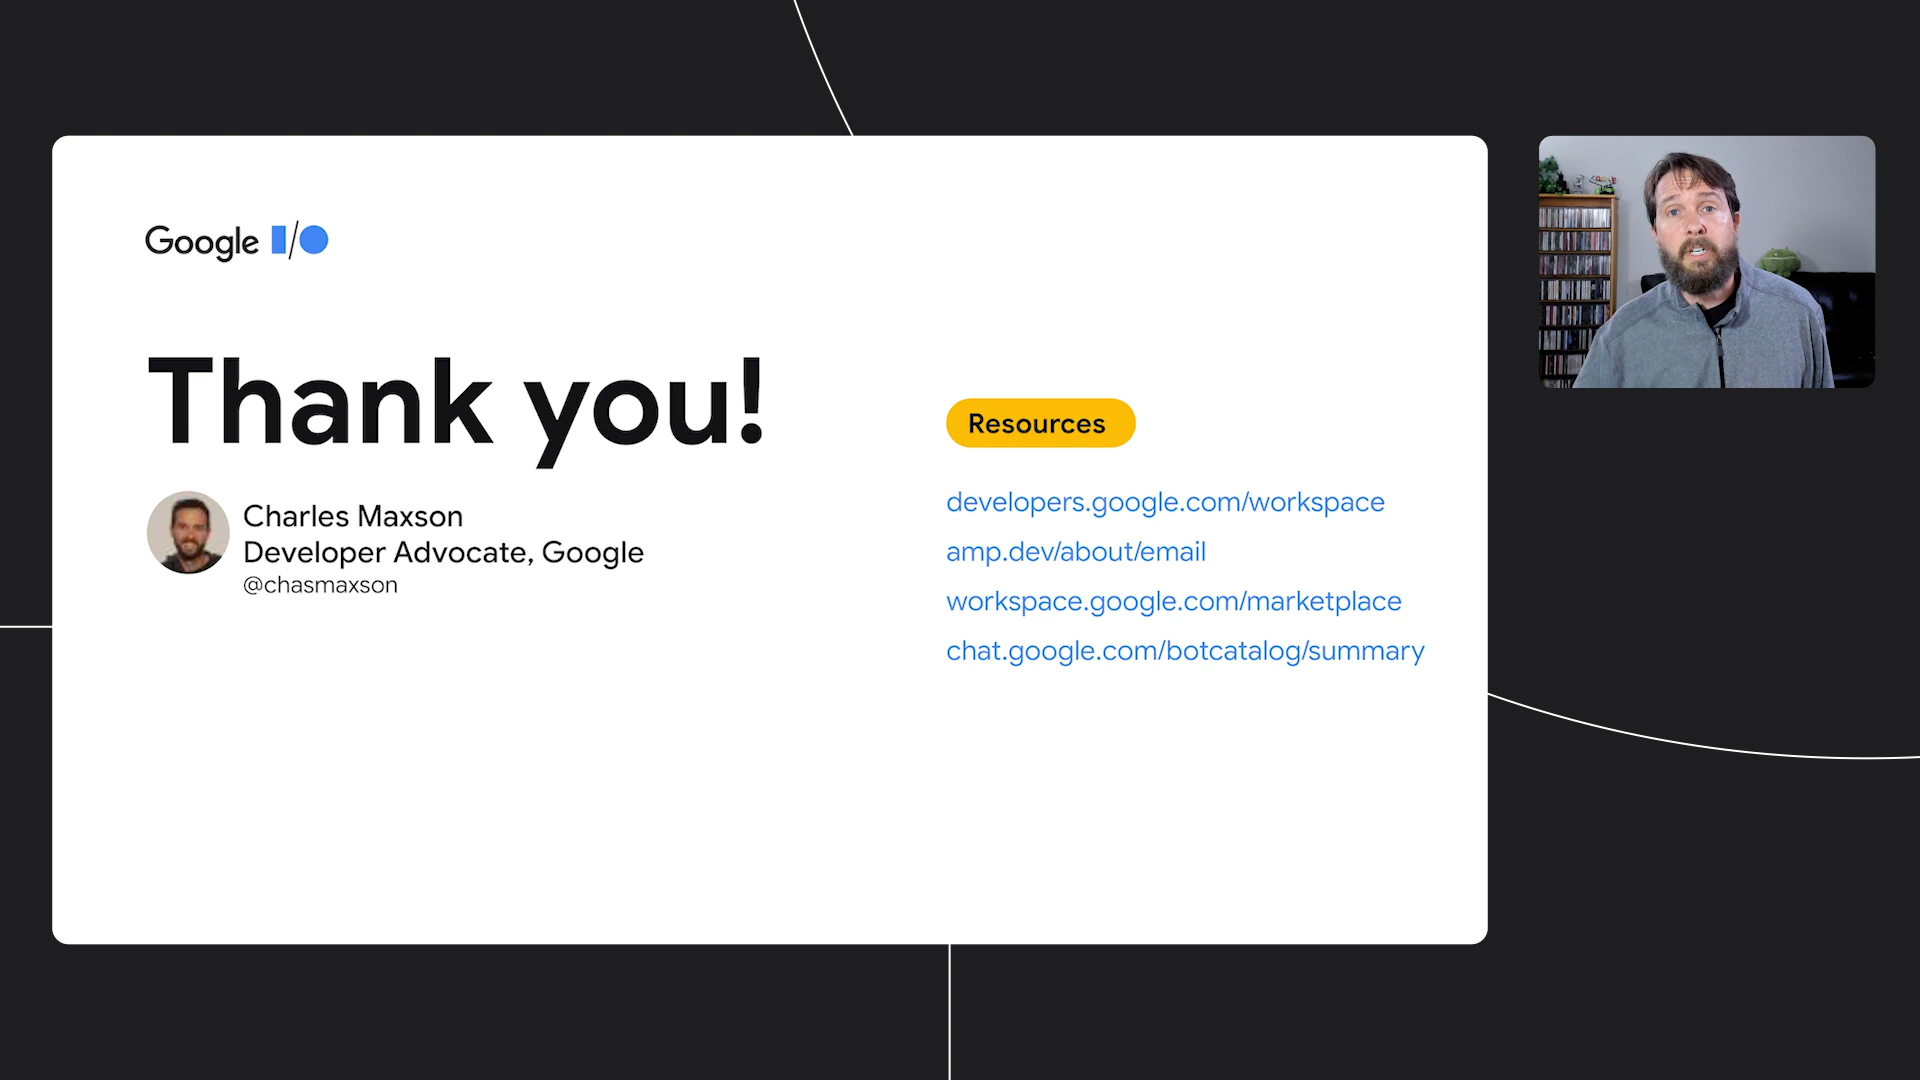 Google I/O
Thank you!
Charles Maxson
Developer Advocate, Google
@chasmaxson
Resources
developers.google.com/workspace
amp.dev/about/email
workspace.google.com/marketplace
chat.google.com/botcatalog/summary